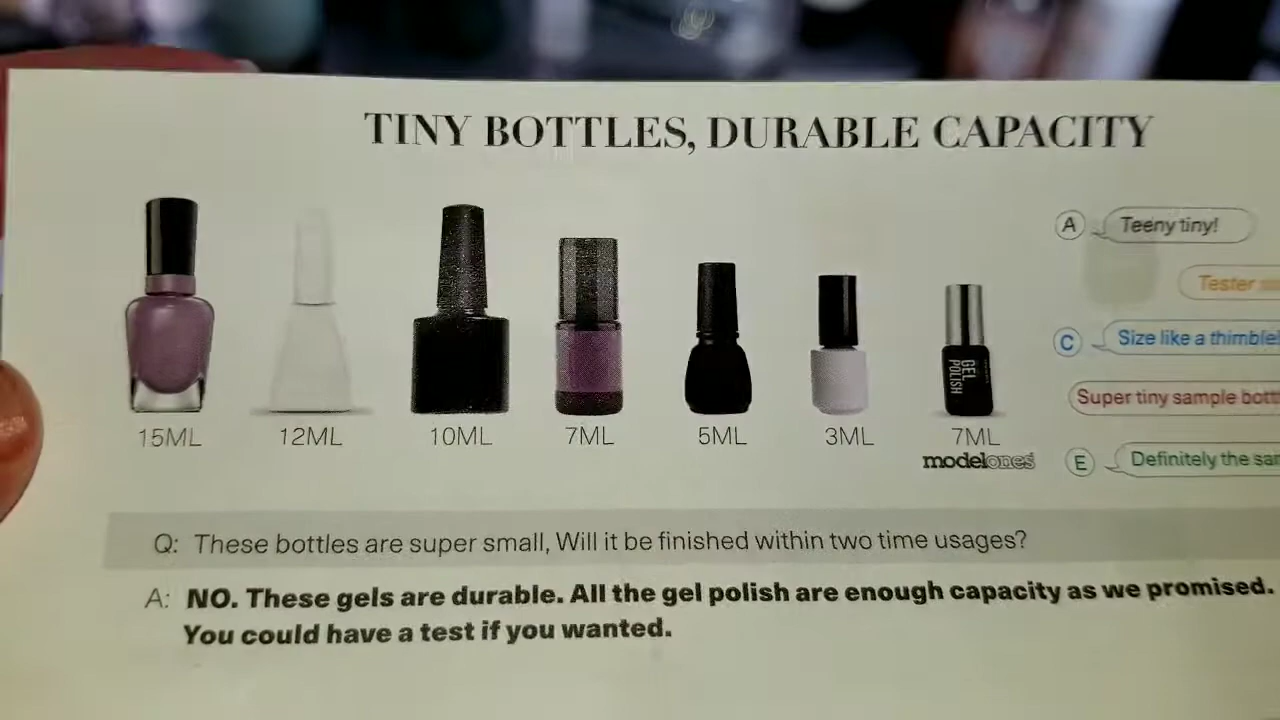 TINY BOTTLES, DURABLE CAPACITY
A Teeny tiny!
Tester
C Size like a thimble
Super tiny sample bott
E Definitely the sa
GEL
POLISH
15ML 12ML 10ML 7ML 5ML 3ML 7ML
modelones
Q: These bottles are super small, Will it be finished within two time usages?
A: NO. These gels are durable. All the gel polish are enough capacity as we promised.
You could have a test if you wanted.